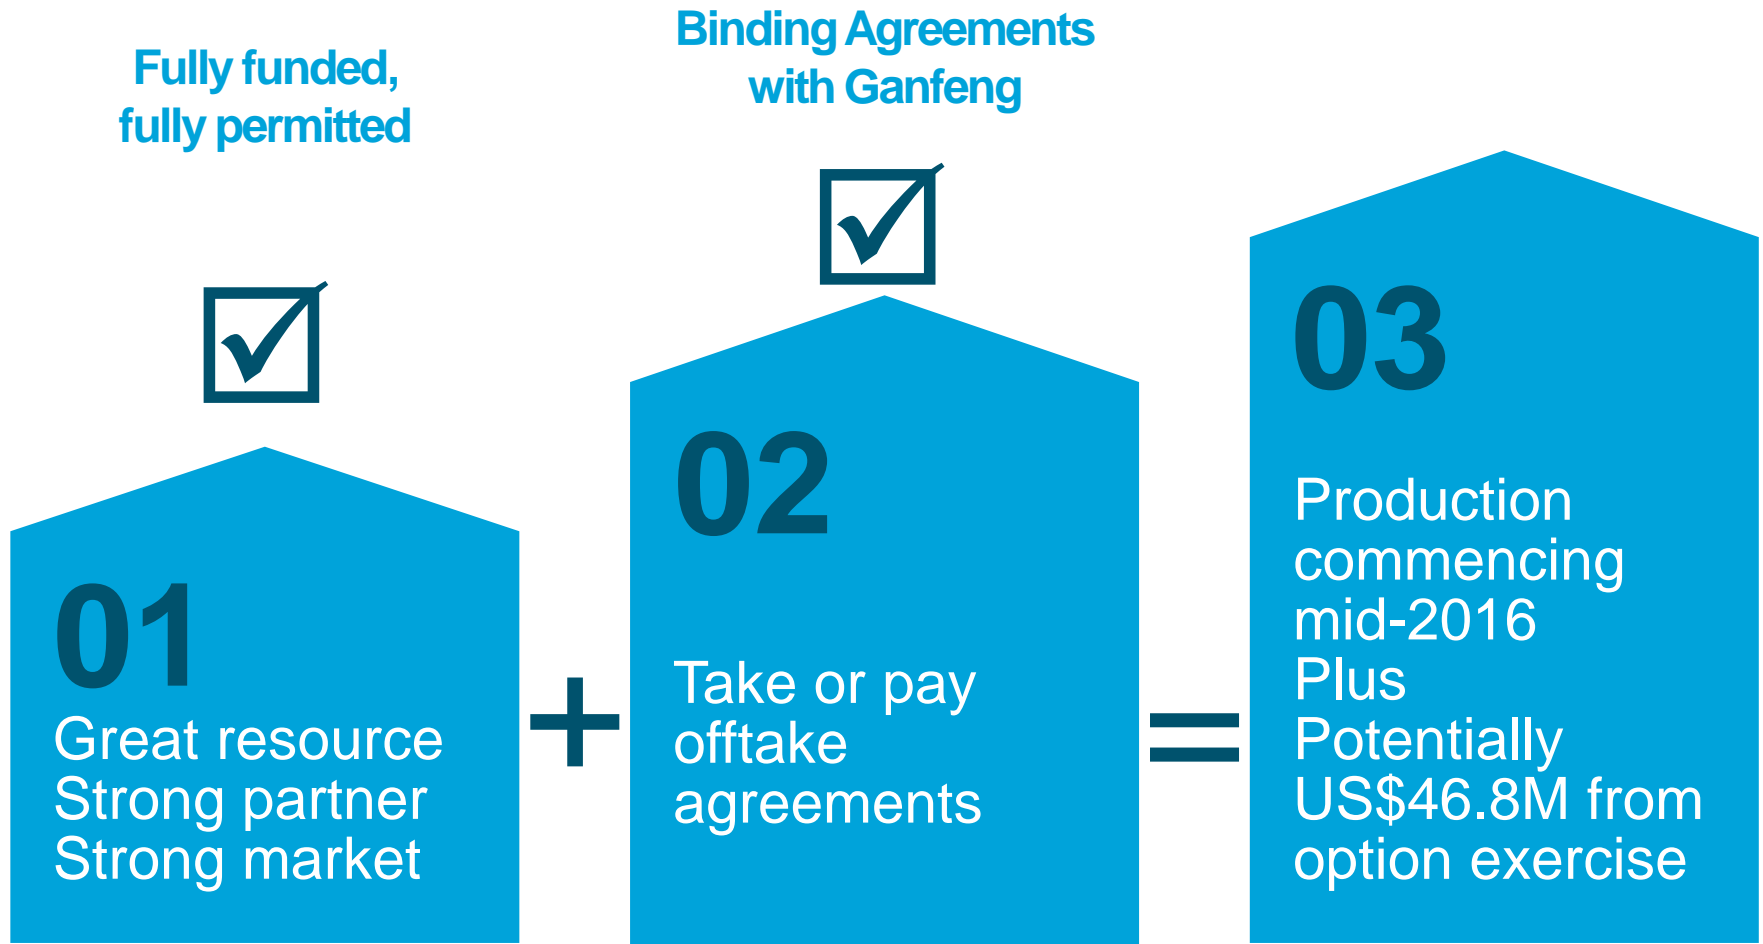 Fully funded,
fully permitted
Binding Agreements
with Ganfeng
01
Great resource
Strong partner
Strong market
+
02
Take or pay
offtake
agreements
=
03
Production
commencing
mid-2016
Plus
Potentially
US$46.8M from
option exercise